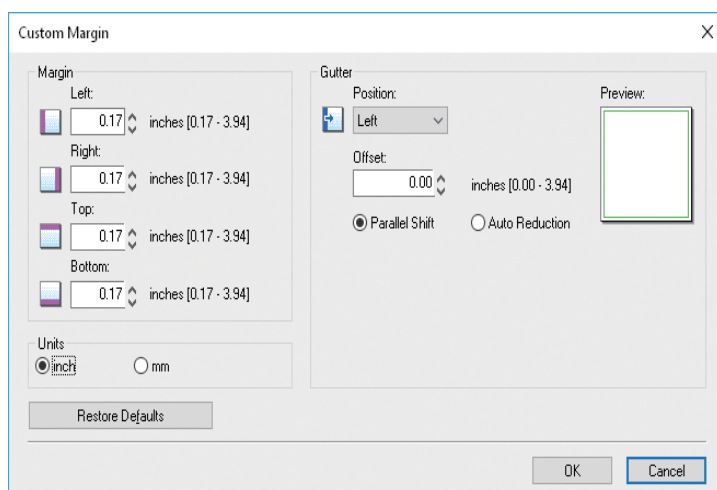 Custom Margin
Margin
Left:
0.17 inches [0.17 - 3.94]
Right:
0.17 inches [0.17 - 3.94]
Top:
0.17 inches [0.17 - 3.94]
Bottom:
0.17 inches [0.17 - 3.94]
Units
inch mm
Restore Defaults
Gutter
Position:
Left
Offset:
0.00 inches [0.00 - 3.94]
Parallel Shift Auto Reduction
Preview:
OK Cancel